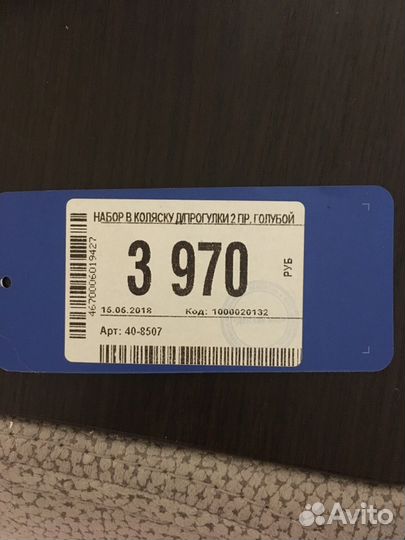 НАБОР В КОЛЯСКУ Д/ПРОГУЛКИ 2 ПР, ГОЛУБОЙ
3 970
РУБ
4670006019427
15.06.2018 Код: 1000020132
Арт: 40-8507
Avito